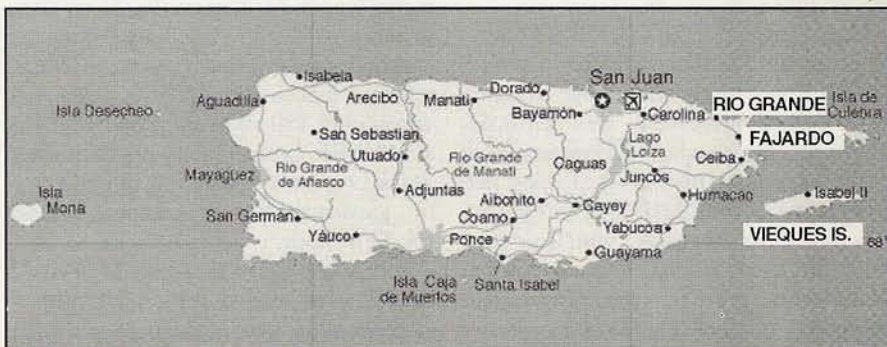 Isabela
Dorado
San Juan
Aguadilla
Arecibo
Manati
Isla Desecheo
Bayamón
Carolina
RIO GRANDE
Isla de
Culebra
San Sebastian
Lago
Loiza
FAJARDO
Utuado
Rio Grande
de Manati
Caguas
Ceiba
Mayagüez
Rio Grande
de Añasco
Juncos
Isla
Mona
Adjuntas
Aibonito
Cayey
Humacao
Isabel II
San Germán
Coamo
Yauco
Ponce
Yabucoa
VIEQUES IS.
68°
Guayama
Isla Caja
de Muertos
Santa Isabel